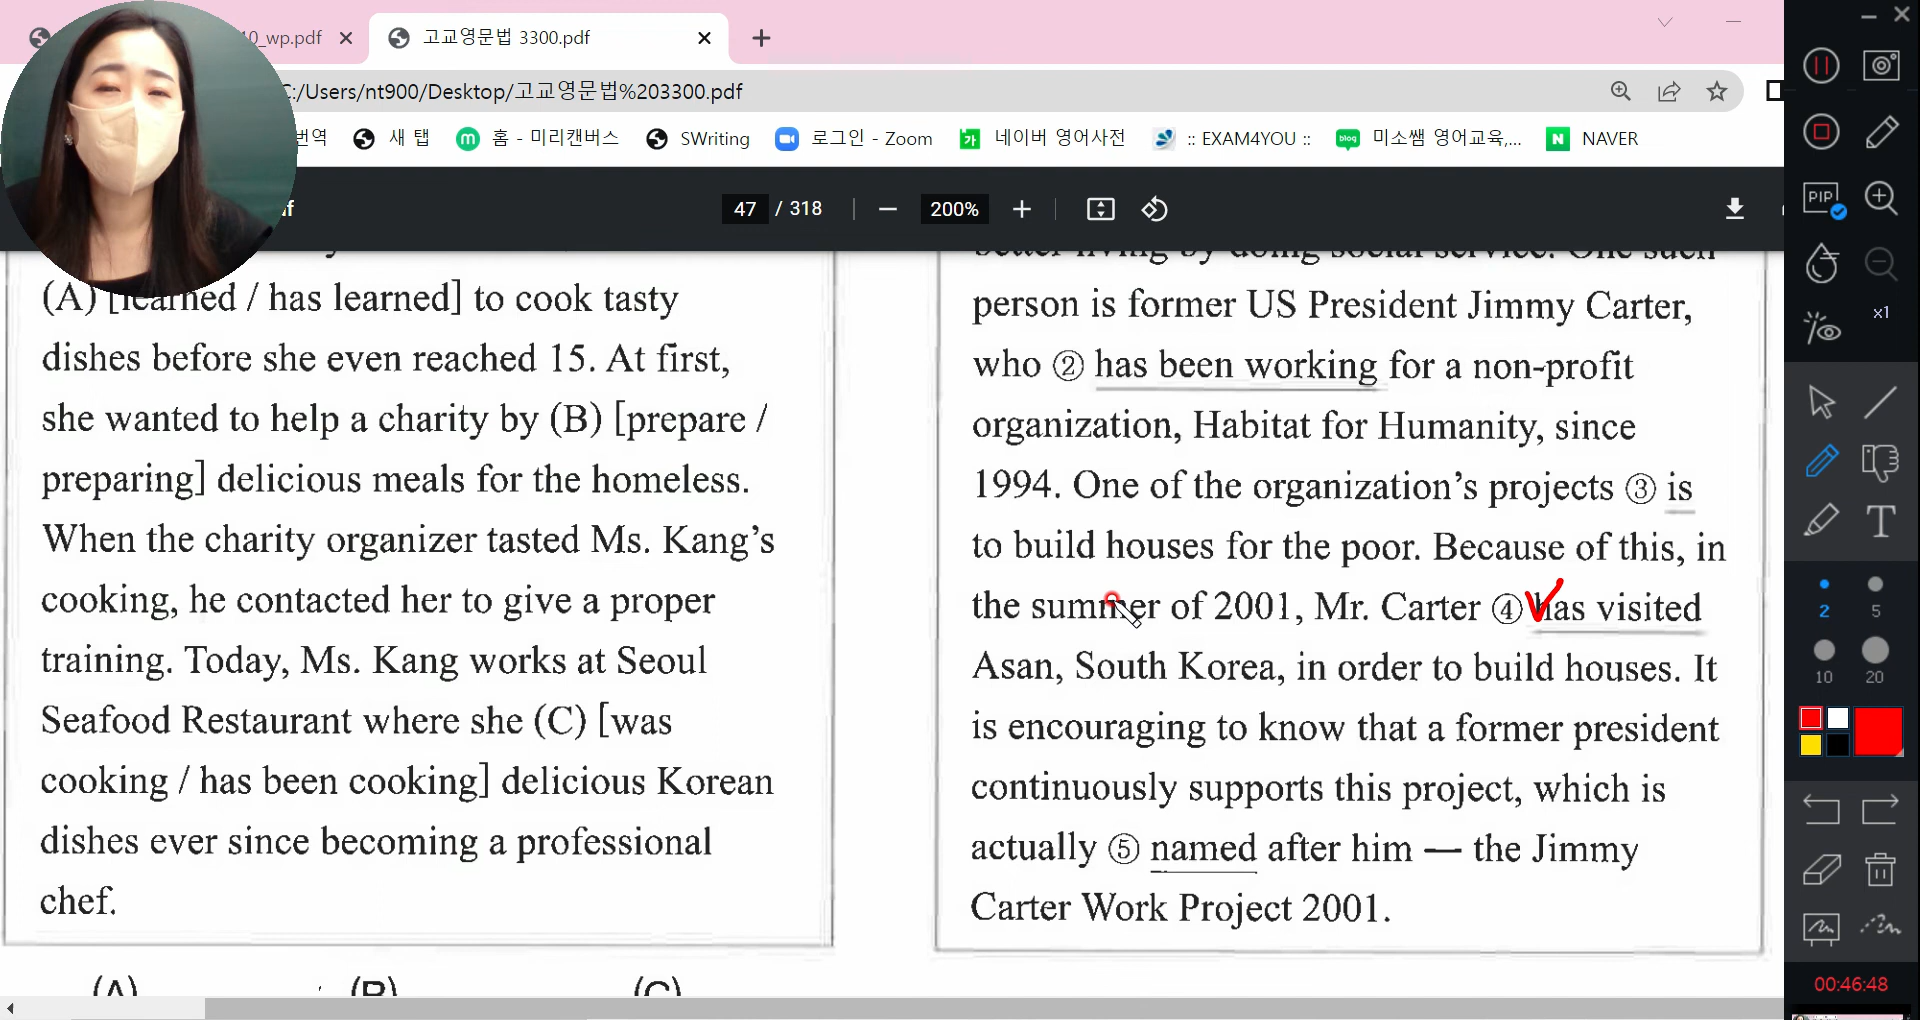 10_wp.pdf
고교영문법 3300.pdf
C:/Users/nt900/Desktop/고교영문법%203300.pdf
번역 새 탭 홈 - 미리캔버스 SWriting 로그인 - Zoom 네이버 영어사전 :: EXAM4YOU :: 미소쌤 영어교육,... NAVER
47 / 318 200%
(A) [learned / has learned] to cook tasty
dishes before she even reached 15. At first,
she wanted to help a charity by (B) [prepare /
preparing] delicious meals for the homeless.
When the charity organizer tasted Ms. Kang's
cooking, he contacted her to give a proper
training. Today, Ms. Kang works at Seoul
Seafood Restaurant where she (C) [was
cooking / has been cooking] delicious Korean
dishes ever since becoming a professional
chef.
(A) (B) (C)
better living by doing social service. One such
person is former US President Jimmy Carter,
who ② has been working for a non-profit
organization, Habitat for Humanity, since
1994. One of the organization's projects ③ is
to build houses for the poor. Because of this, in
the summer of 2001, Mr. Carter ④ has visited
Asan, South Korea, in order to build houses. It
is encouraging to know that a former president
continuously supports this project, which is
actually ⑤ named after him — the Jimmy
Carter Work Project 2001.
PIP
x1
T
2 5
10 20
00:46:48